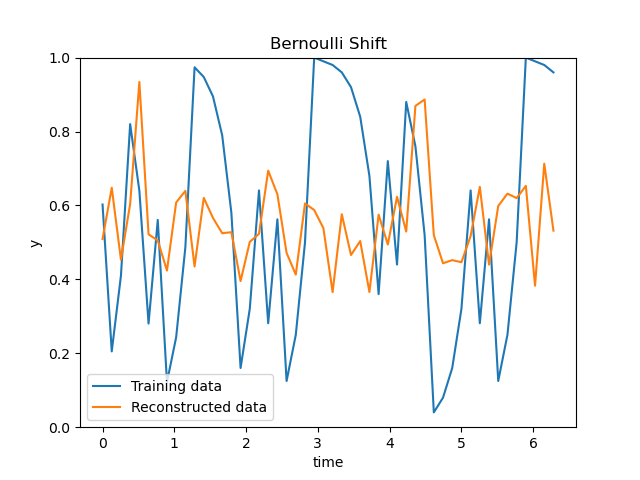 Bernoulli Shift
1.0
0.8
0.6
0.4
0.2
0.0
y
Training data
Reconstructed data
0 1 2 3 4 5 6
time